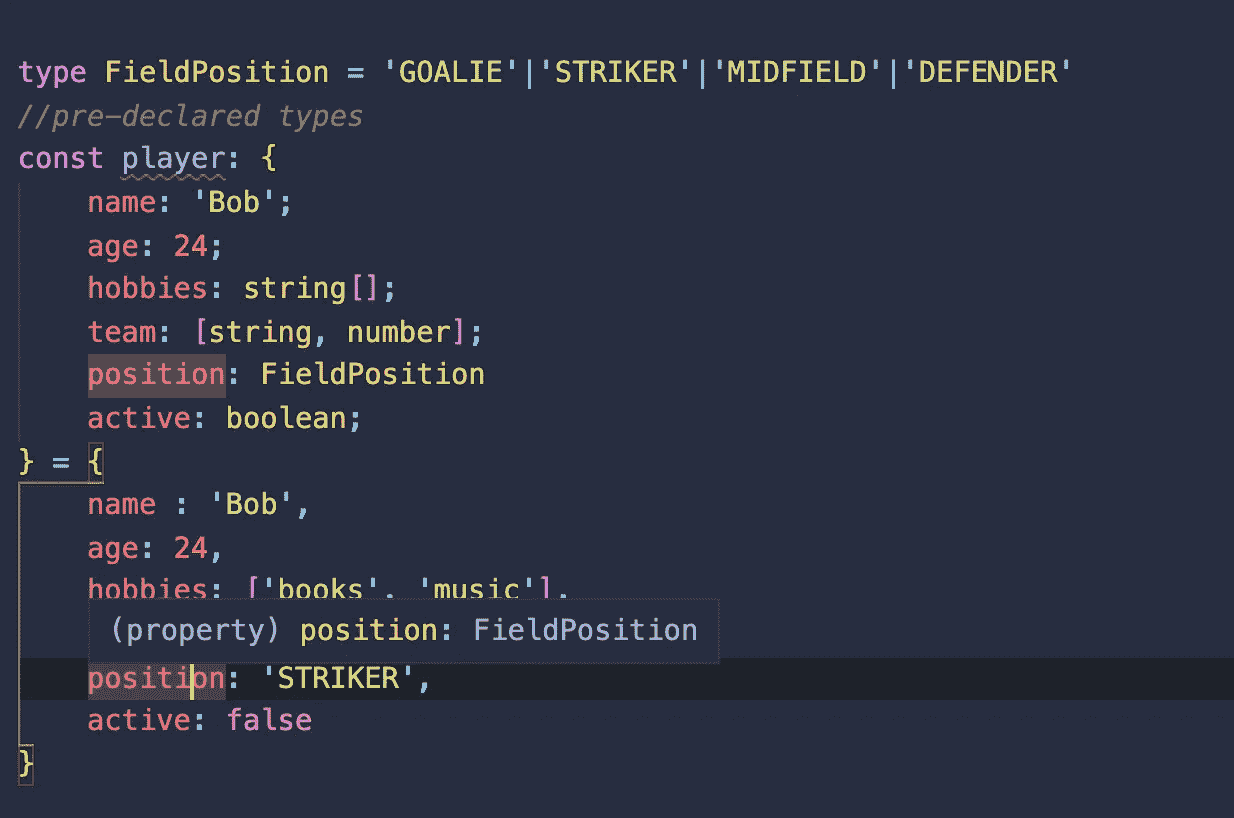 type FieldPosition = 'GOALIE'|'STRIKER'|'MIDFIELD'|'DEFENDER'
//pre-declared types
const player: {
name: 'Bob';
age: 24;
hobbies: string[];
team: [string, number];
position: FieldPosition
active: boolean;
} = {
name : 'Bob',
age: 24,
hobbies: ['books', 'music'],
(property) position: FieldPosition
position: 'STRIKER',
active: false
}